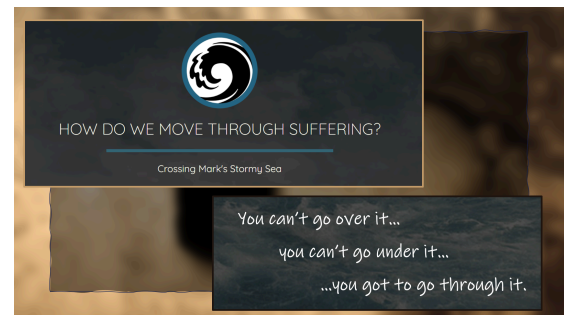 HOW DO WE MOVE THROUGH SUFFERING?
Crossing Mark's Stormy Sea
You can't go over it...
you can't go under it...
...you got to go through it.